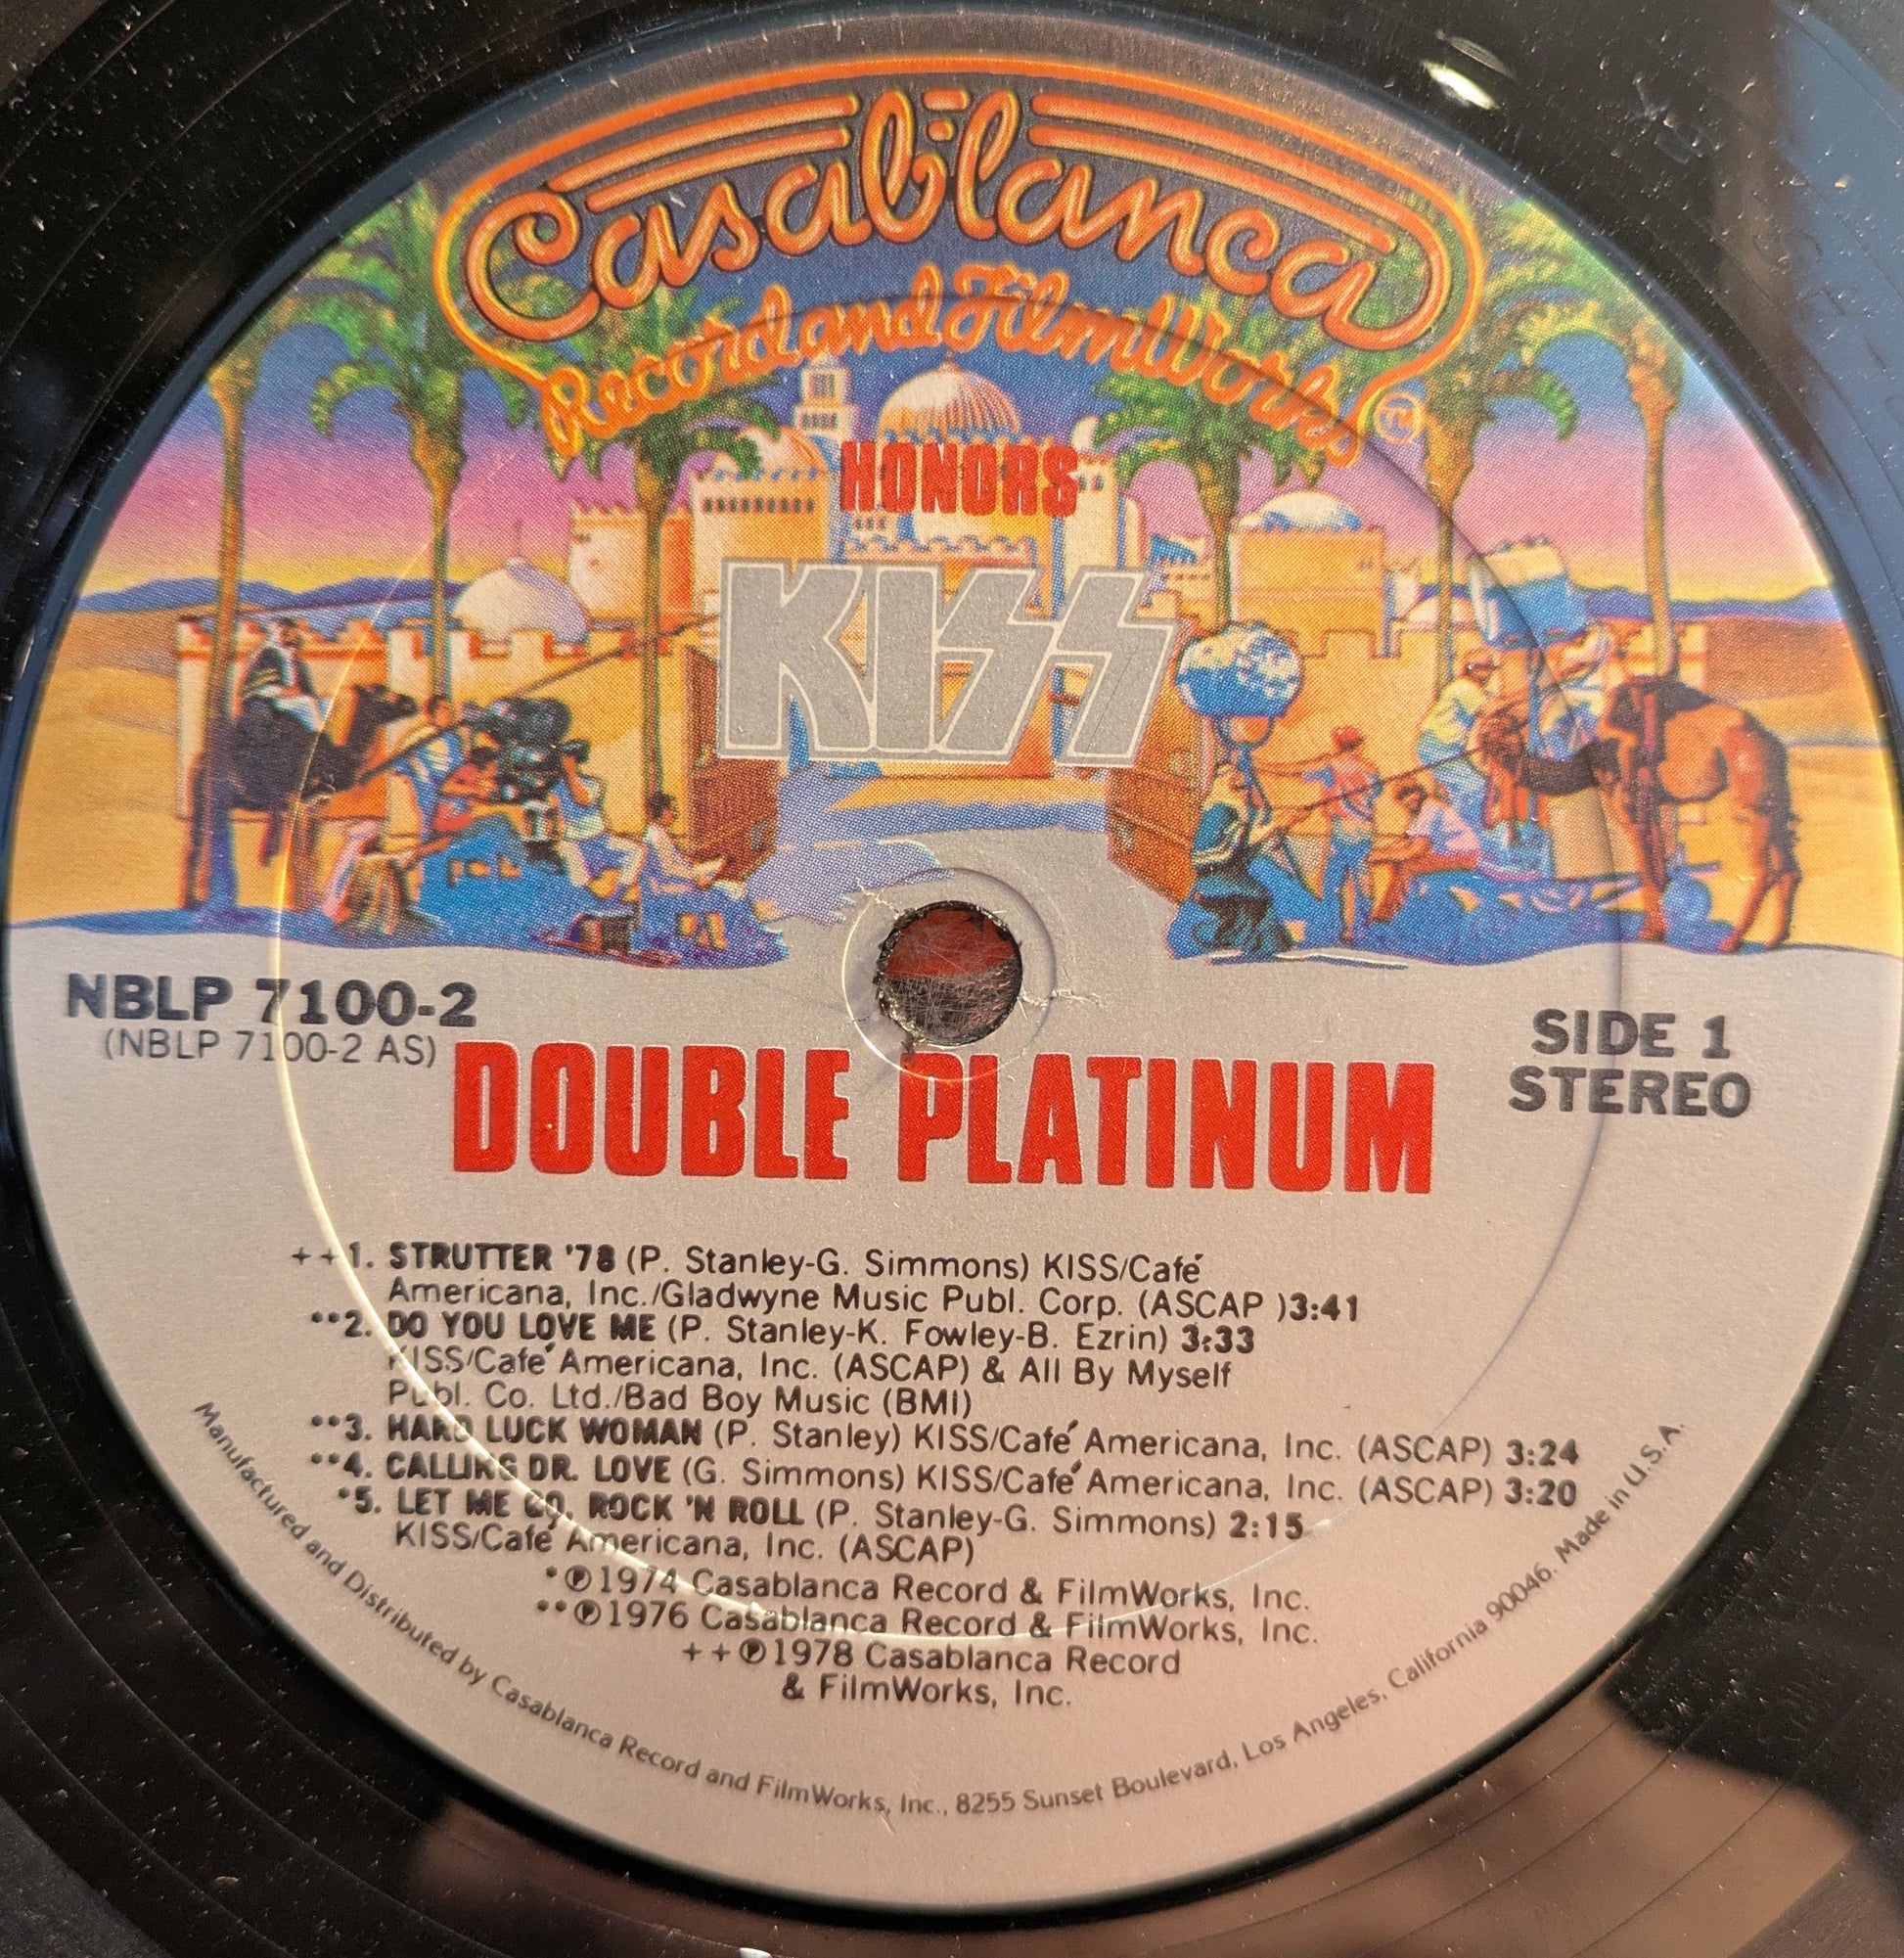 Casablanca
Record and FilmWorks TM
HONORS
KISS
NBLP 7100-2
(NBLP 7100-2 AS)
SIDE 1
STEREO
DOUBLE PLATINUM
++1. STRUTTER '78 (P. Stanley-G. Simmons) KISS/Café
Americana, Inc./Gladwyne Music Publ. Corp. (ASCAP )3:41
**2. DO YOU LOVE ME (P. Stanley-K. Fowley-B. Ezrin) 3:33
KISS/Café Americana, Inc. (ASCAP) & All By Myself
Publ. Co. Ltd./Bad Boy Music (BMI)
**3. HARD LUCK WOMAN (P. Stanley) KISS/Café Americana, Inc. (ASCAP) 3:24
**4. CALLING DR. LOVE (G. Simmons) KISS/Café Americana, Inc. (ASCAP) 3:20
*5. LET ME GO, ROCK 'N ROLL (P. Stanley-G. Simmons) 2:15
KISS/Café Americana, Inc. (ASCAP)
*℗1974 Casablanca Record & FilmWorks, Inc.
**℗1976 Casablanca Record & FilmWorks, Inc.
++℗1978 Casablanca Record
& FilmWorks, Inc.
Manufactured and Distributed by Casablanca Record and FilmWorks, Inc., 8255 Sunset Boulevard, Los Angeles, California 90046. Made in U.S.A.